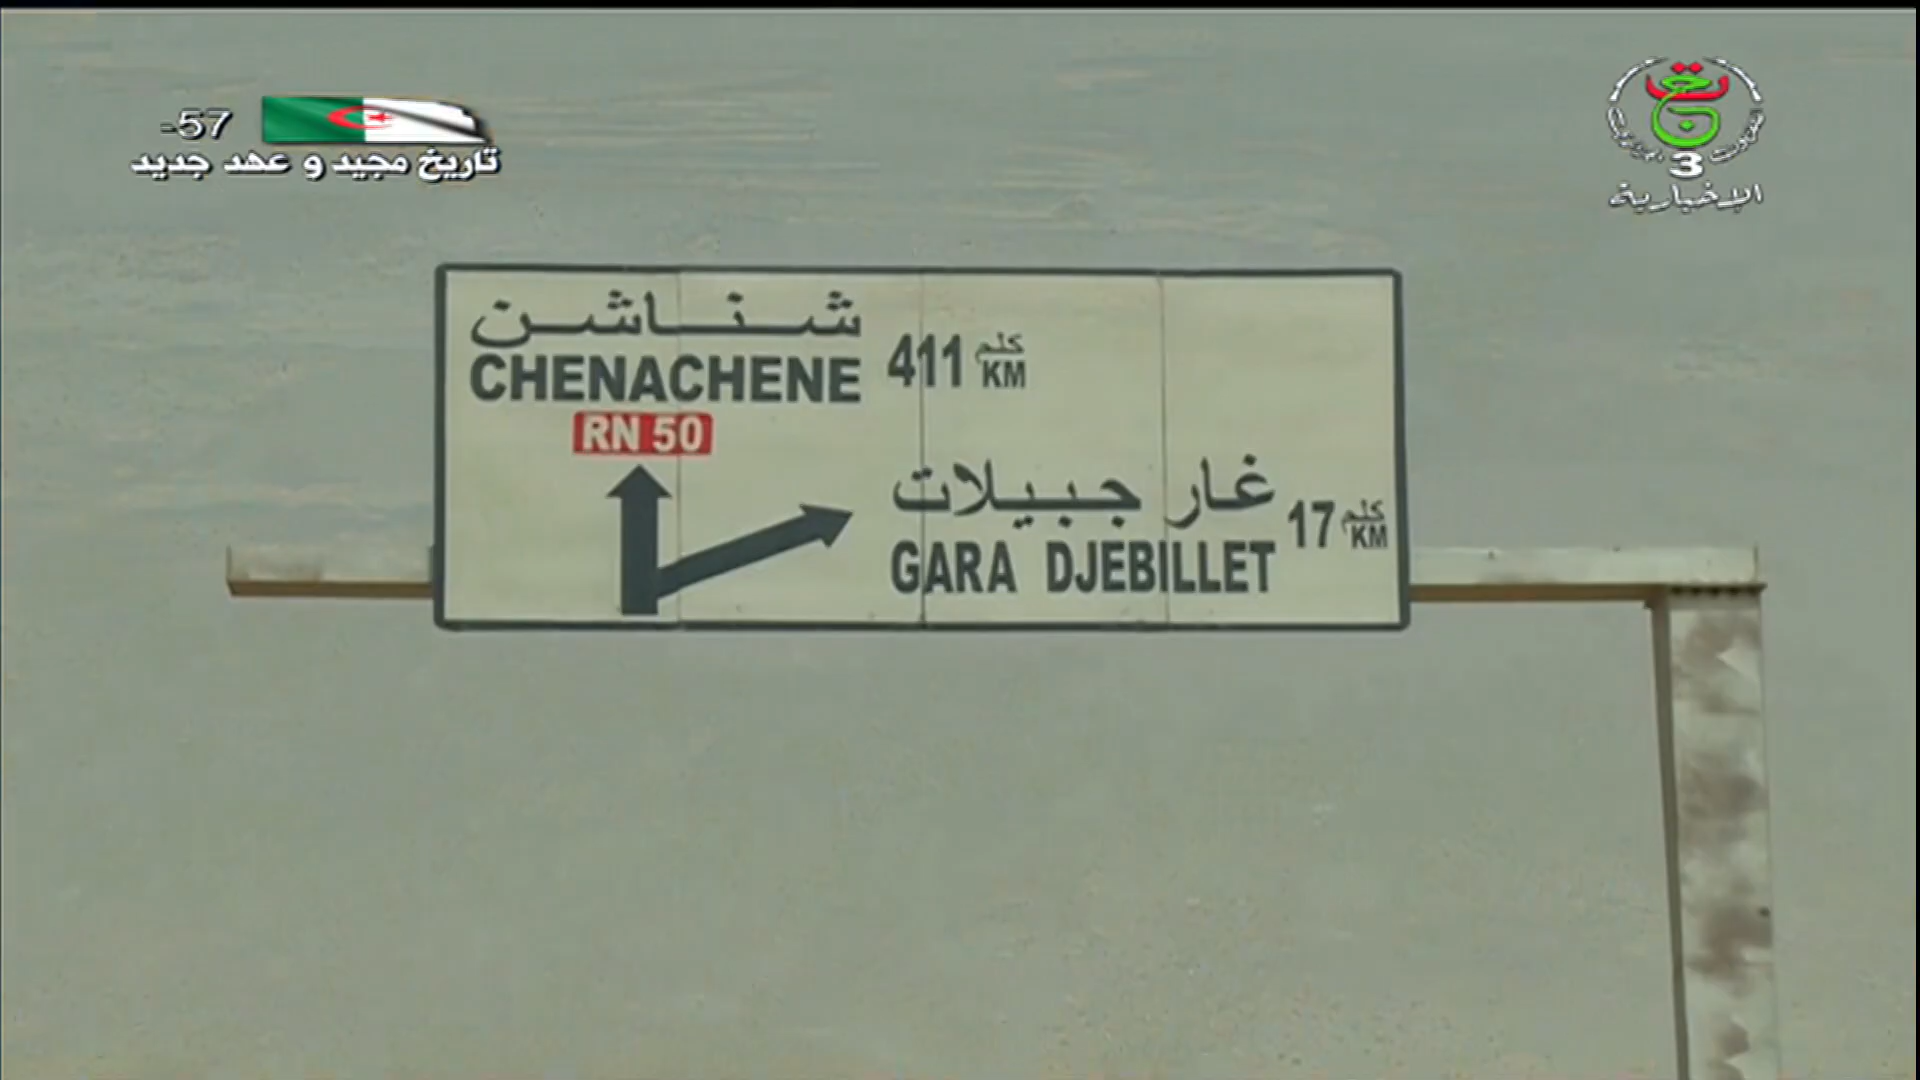 -57
تاريخ مجيد و عهد جديد
3
الإخبارية
شناشن
CHENACHENE
411 كلم
KM
RN 50
غار جبيلات
GARA DJEBILLET
17 كلم
KM